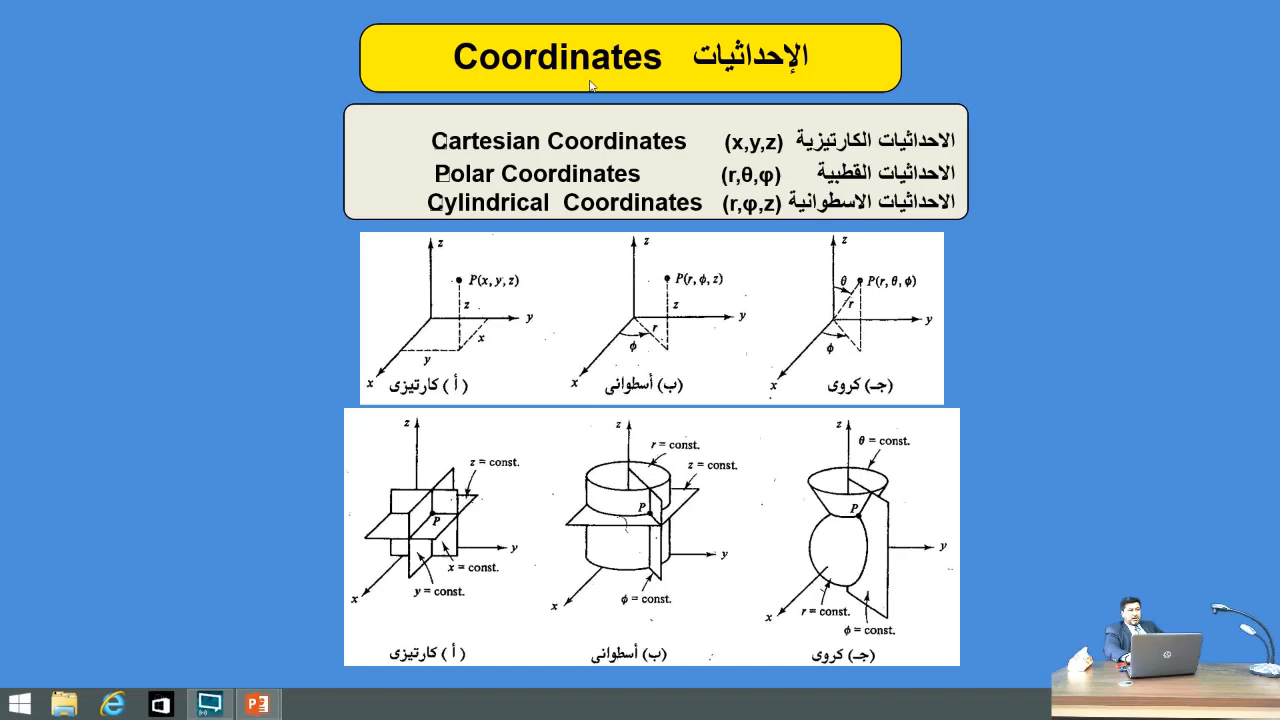 Coordinates الإحداثيات
Cartesian Coordinates (x,y,z) الاحداثيات الكارتيزية
Polar Coordinates (r,θ,φ) الاحداثيات القطبية
Cylindrical Coordinates (r,φ,z) الاحداثيات الاسطوانية
z
P(x, y, z)
z
y
x
y
x
(أ) كارتيزى
z
P(r, ϕ, z)
z
y
r
ϕ
x
(ب) أسطوانى
z
θ
P(r, θ, ϕ)
r
y
ϕ
x
(جـ) كروى
z
z = const.
P
y
x = const.
y = const.
x
(أ) كارتيزى
z
r = const.
z = const.
P
y
ϕ = const.
x
(ب) أسطوانى
z
θ = const.
P
y
r = const.
x
ϕ = const.
(جـ) كروى